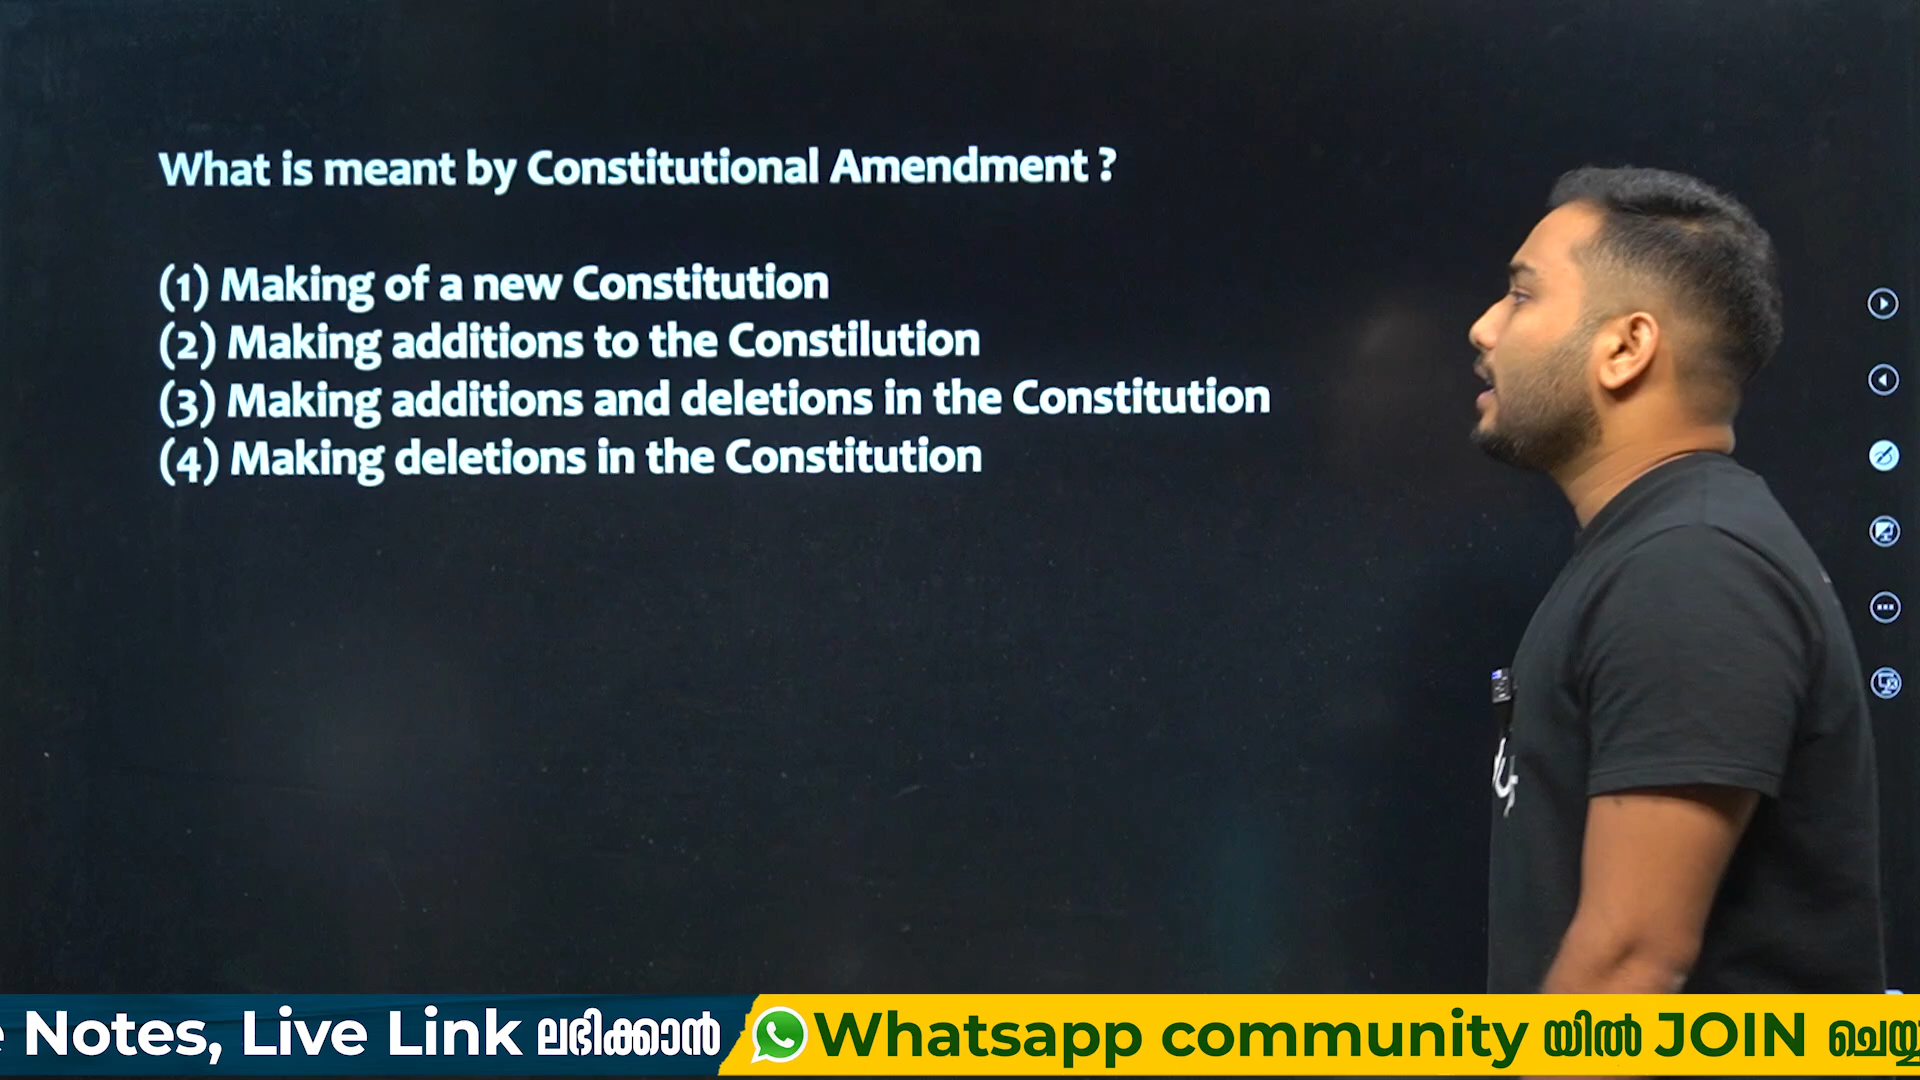 What is meant by Constitutional Amendment ?
(1) Making of a new Constitution
(2) Making additions to the Constilution
(3) Making additions and deletions in the Constitution
(4) Making deletions in the Constitution
e Notes, Live Link ലഭിക്കാൻ
Whatsapp community യിൽ JOIN ചെയ്യ